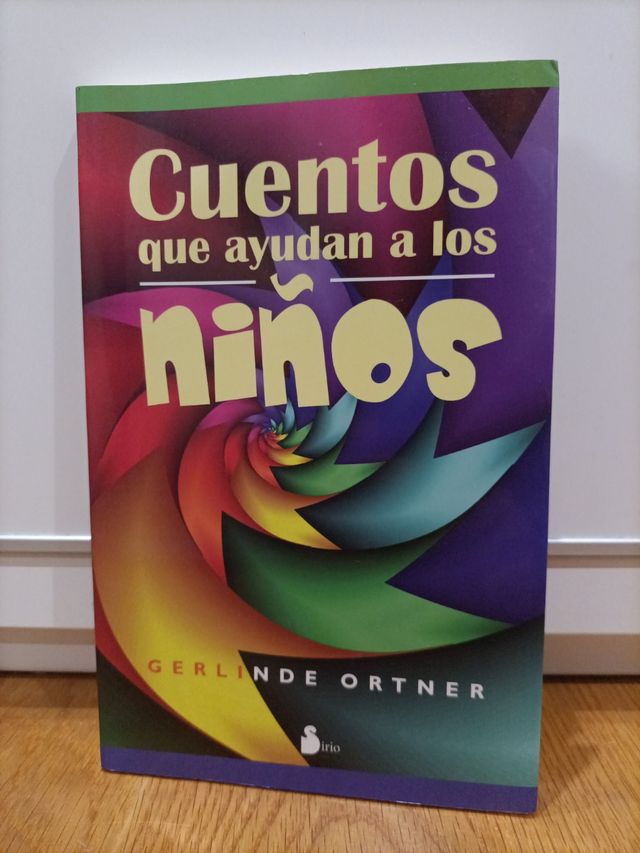 Cuentos
que ayudan a los
niños
GERLINDE ORTNER
Sirio